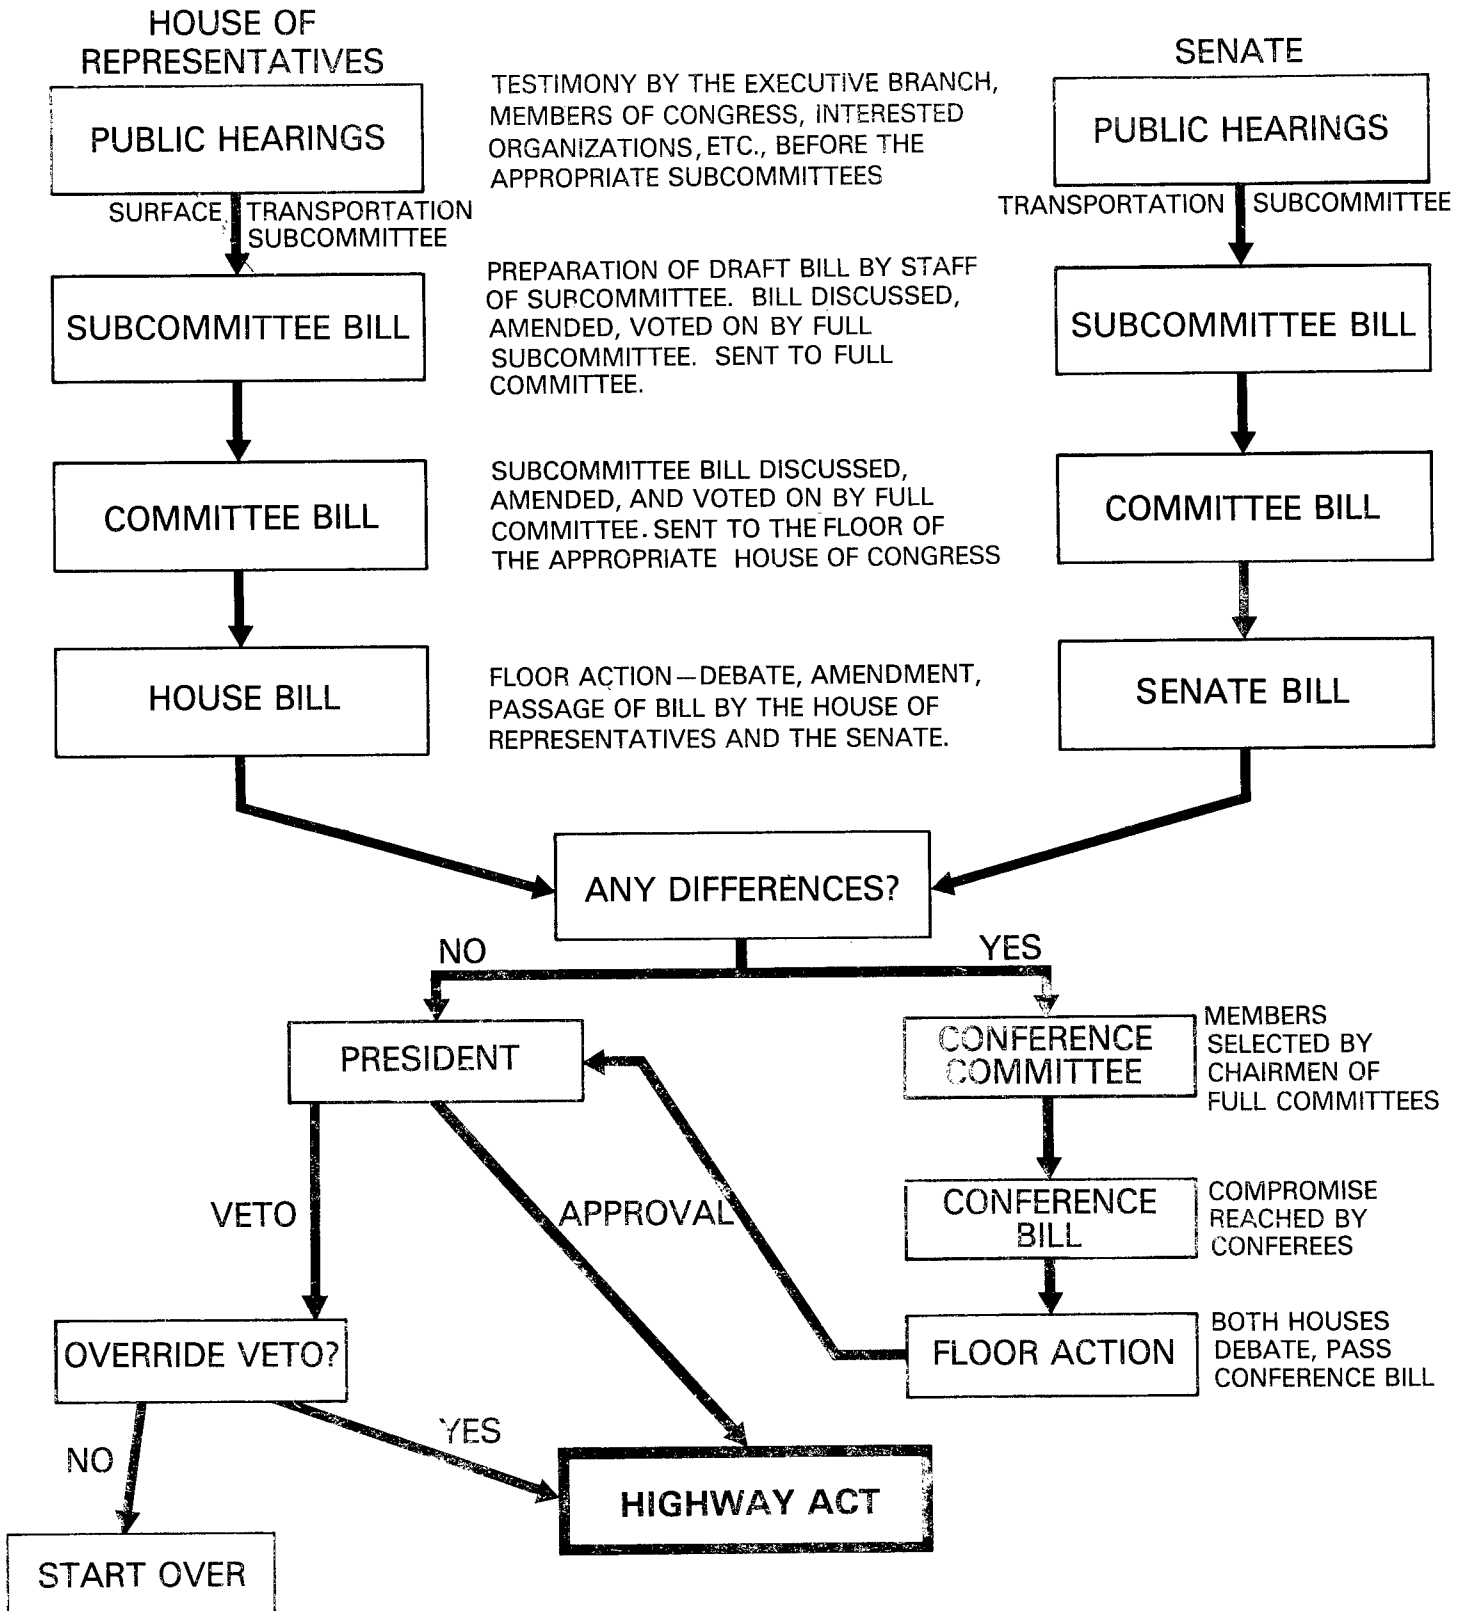 HOUSE OF
REPRESENTATIVES
PUBLIC HEARINGS
SURFACE TRANSPORTATION
SUBCOMMITTEE
SUBCOMMITTEE BILL
COMMITTEE BILL
HOUSE BILL
TESTIMONY BY THE EXECUTIVE BRANCH,
MEMBERS OF CONGRESS, INTERESTED
ORGANIZATIONS, ETC., BEFORE THE
APPROPRIATE SUBCOMMITTEES
PREPARATION OF DRAFT BILL BY STAFF
OF SUBCOMMITTEE. BILL DISCUSSED,
AMENDED, VOTED ON BY FULL
SUBCOMMITTEE. SENT TO FULL
COMMITTEE.
SUBCOMMITTEE BILL DISCUSSED,
AMENDED, AND VOTED ON BY FULL
COMMITTEE. SENT TO THE FLOOR OF
THE APPROPRIATE HOUSE OF CONGRESS
FLOOR ACTION—DEBATE, AMENDMENT,
PASSAGE OF BILL BY THE HOUSE OF
REPRESENTATIVES AND THE SENATE.
SENATE
PUBLIC HEARINGS
TRANSPORTATION SUBCOMMITTEE
SUBCOMMITTEE BILL
COMMITTEE BILL
SENATE BILL
ANY DIFFERENCES?
NO
YES
PRESIDENT
CONFERENCE
COMMITTEE
MEMBERS
SELECTED BY
CHAIRMEN OF
FULL COMMITTEES
VETO
APPROVAL
CONFERENCE
BILL
COMPROMISE
REACHED BY
CONFEREES
OVERRIDE VETO?
FLOOR ACTION
BOTH HOUSES
DEBATE, PASS
CONFERENCE BILL
NO
YES
HIGHWAY ACT
START OVER